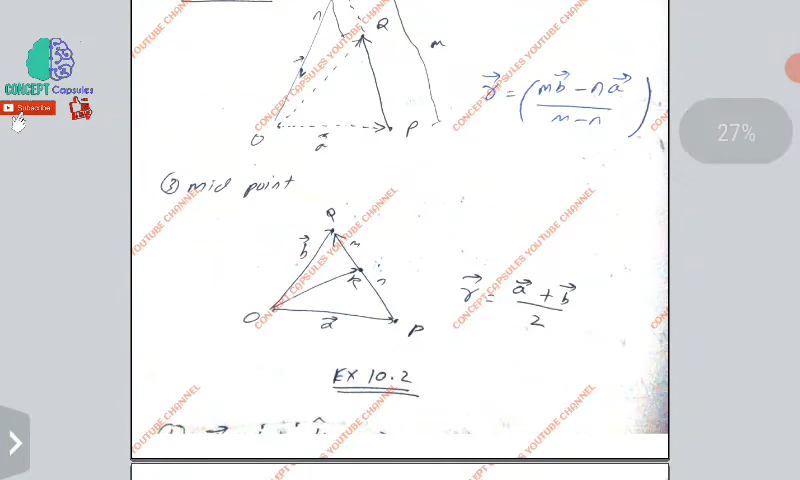 n
Q
m
r
O
a
P
r = (mb - na / m - n)
CONCEPT Capsules
Subscribe
27%
③ mid point
Q
b
m
R
n
O
a
P
r = a + b / 2
EX 10.2
CONCEPT CAPSULES YOUTUBE CHANNEL